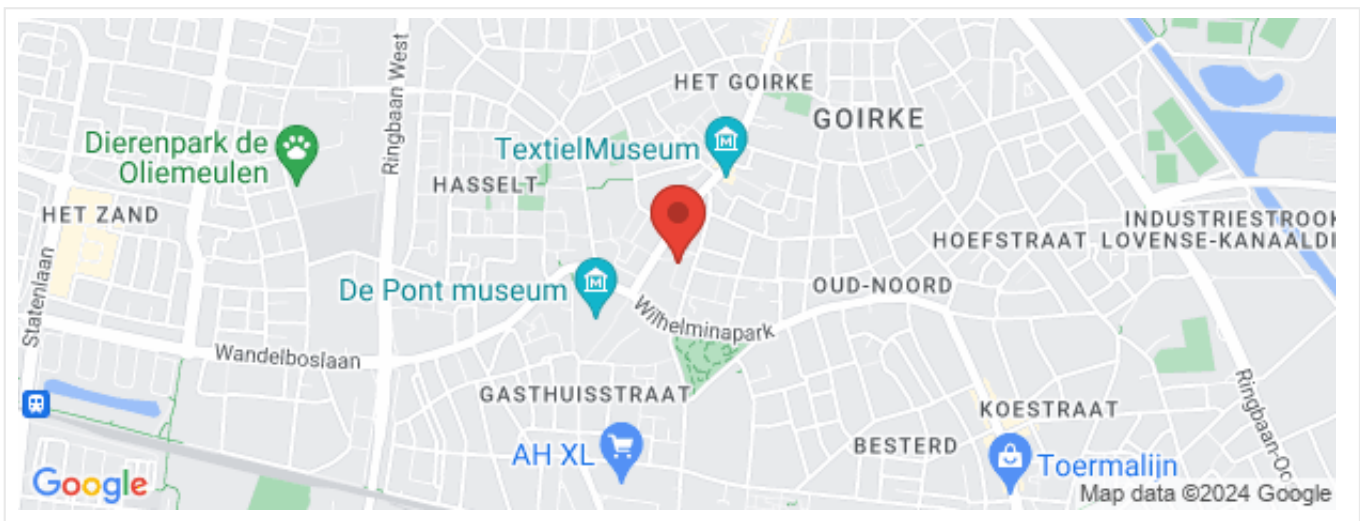 HET GOIRKE
GOIRKE
Ringbaan West
Dierenpark de
Oliemeulen
TextielMuseum
HASSELT
HET ZAND
INDUSTRIESTROOK
HOEFSTRAAT
LOVENSE-KANAALDI
De Pont museum
OUD-NOORD
Statenlaan
Wilhelminapark
Wandelboslaan
GASTHUISSTRAAT
KOESTRAAT
Ringbaan-Oo
BESTERD
AH XL
Toermalijn
Google
Map data ©2024 Google